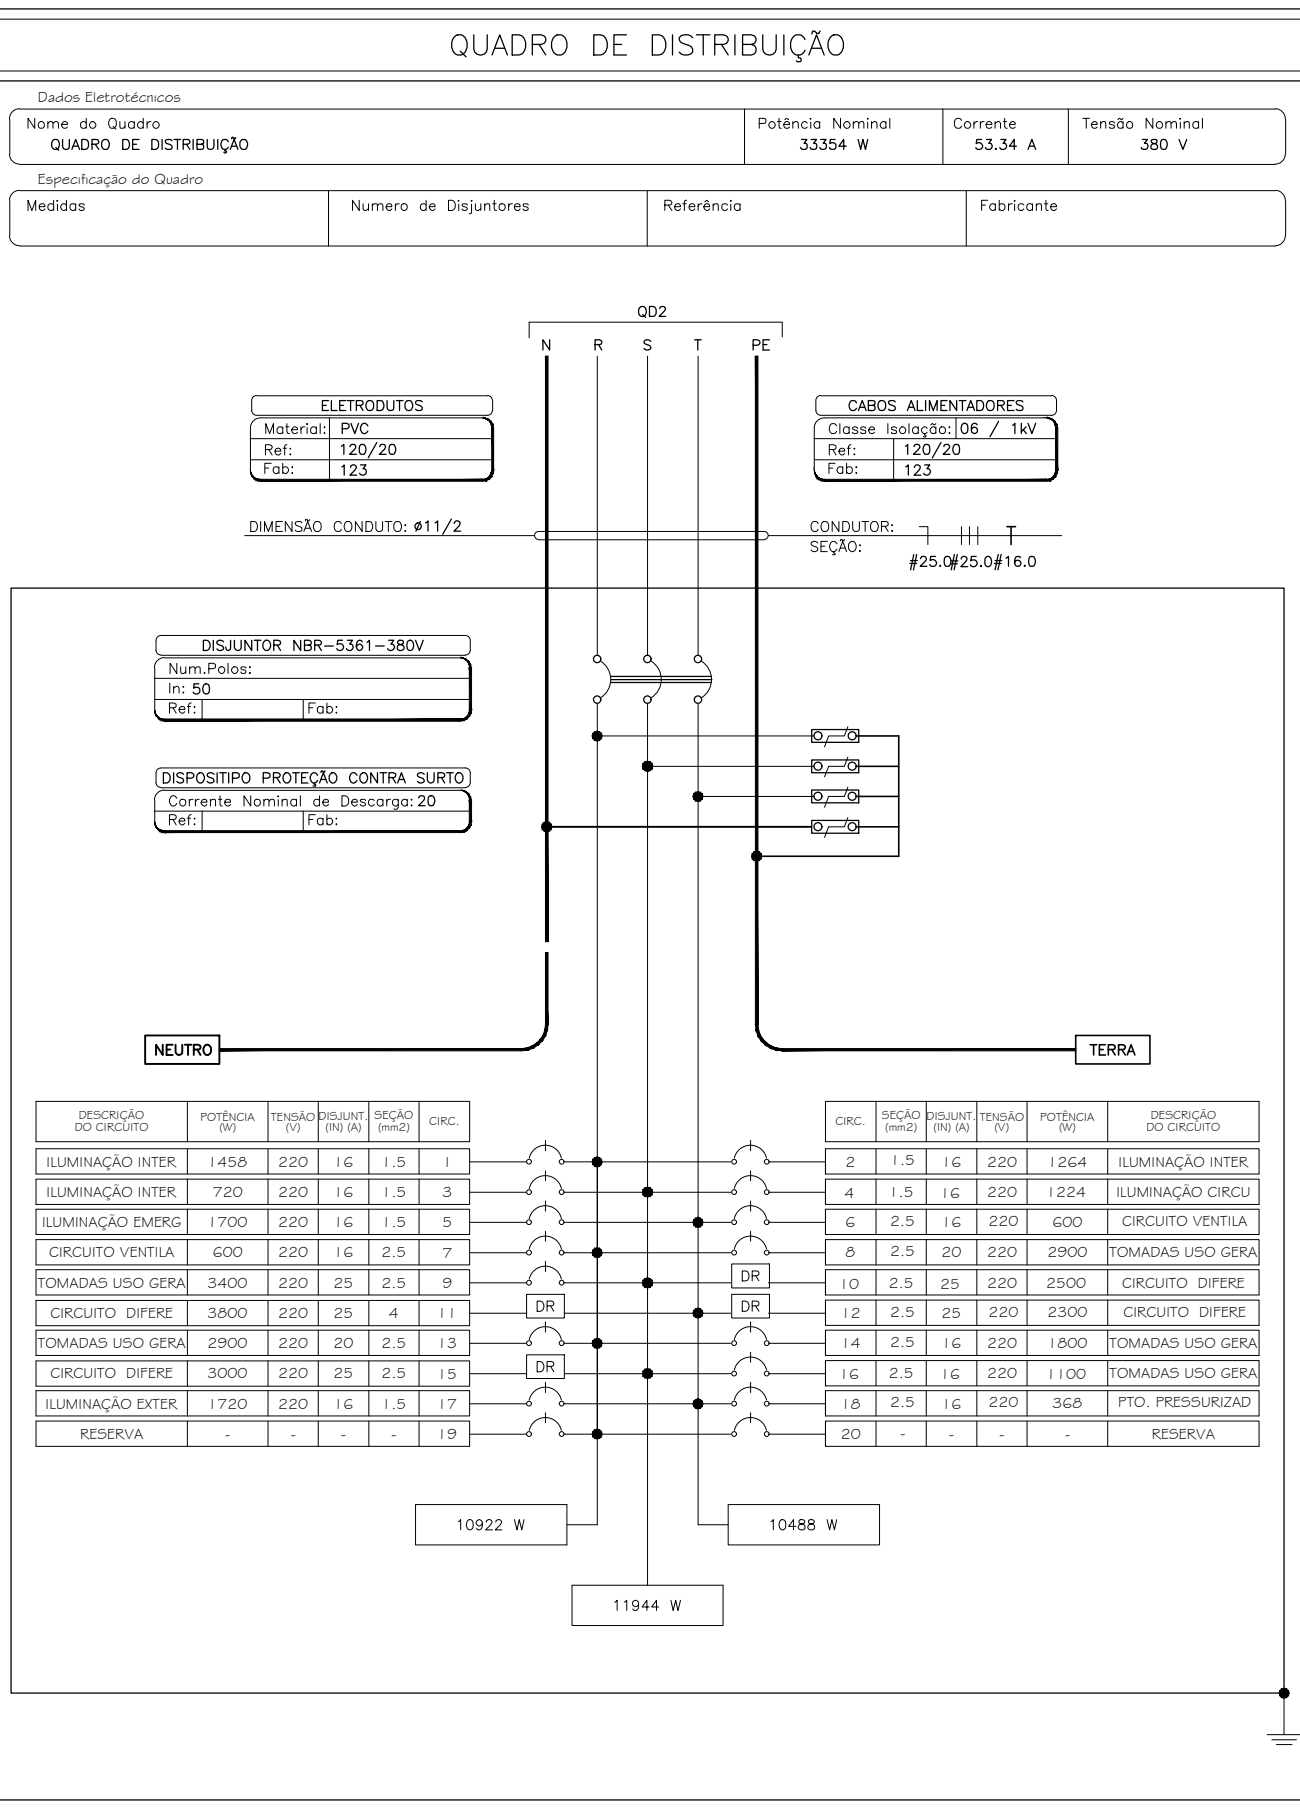 QUADRO DE DISTRIBUIÇÃO
Dados Eletrotécnicos
Nome do Quadro
QUADRO DE DISTRIBUIÇÃO
Potência Nominal
33354 W
Corrente
53.34 A
Tensão Nominal
380 V
Especificação do Quadro
Medidas
Numero de Disjuntores
Referência
Fabricante
QD2
N R S T PE
ELETRODUTOS
Material: PVC
Ref: 120/20
Fab: 123
CABOS ALIMENTADORES
Classe Isolação: 06 / 1kV
Ref: 120/20
Fab: 123
DIMENSÃO CONDUTO: ø11/2
CONDUTOR:
SEÇÃO:
#25.0#25.0#16.0
DISJUNTOR NBR-5361-380V
Num.Polos:
In: 50
Ref: Fab:
DISPOSITIPO PROTEÇÃO CONTRA SURTO
Corrente Nominal de Descarga: 20
Ref: Fab:
NEUTRO
TERRA
DESCRIÇÃO DO CIRCUITO POTÊNCIA (W) TENSÃO (V) DISJUNT. (IN) (A) SEÇÃO (mm2) CIRC.
ILUMINAÇÃO INTER 1458 220 16 1.5 1
ILUMINAÇÃO INTER 720 220 16 1.5 3
ILUMINAÇÃO EMERG 1700 220 16 1.5 5
CIRCUITO VENTILA 600 220 16 2.5 7
TOMADAS USO GERA 3400 220 25 2.5 9
CIRCUITO DIFERE 3800 220 25 4 11 DR
TOMADAS USO GERA 2900 220 20 2.5 13
CIRCUITO DIFERE 3000 220 25 2.5 15 DR
ILUMINAÇÃO EXTER 1720 220 16 1.5 17
RESERVA - - - - 19
CIRC. SEÇÃO (mm2) DISJUNT. (IN) (A) TENSÃO (V) POTÊNCIA (W) DESCRIÇÃO DO CIRCUITO
2 1.5 16 220 1264 ILUMINAÇÃO INTER
4 1.5 16 220 1224 ILUMINAÇÃO CIRCU
6 2.5 16 220 600 CIRCUITO VENTILA
8 2.5 20 220 2900 TOMADAS USO GERA
DR 10 2.5 25 220 2500 CIRCUITO DIFERE
DR 12 2.5 25 220 2300 CIRCUITO DIFERE
14 2.5 16 220 1800 TOMADAS USO GERA
16 2.5 16 220 1100 TOMADAS USO GERA
18 2.5 16 220 368 PTO. PRESSURIZAD
20 - - - - RESERVA
10922 W
10488 W
11944 W